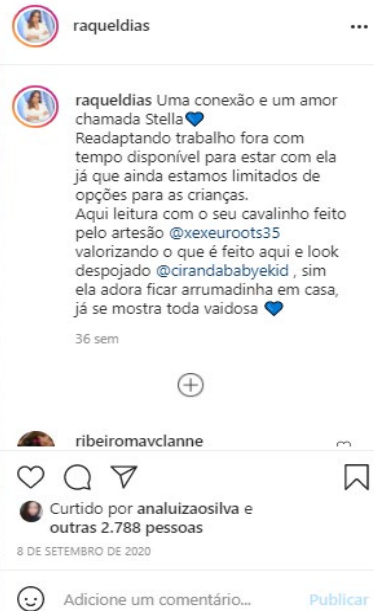 raqueldias
raqueldias Uma conexão e um amor
chamada Stella💙
Readaptando trabalho fora com
tempo disponível para estar com ela
já que ainda estamos limitados de
opções para as crianças.
Aqui leitura com o seu cavalinho feito
pelo artesão @xexeuroots35
valorizando o que é feito aqui e look
despojado @cirandababyekid , sim
ela adora ficar arrumadinha em casa,
já se mostra toda vaidosa 💙
36 sem
ribeiromavclanne
Curtido por analuizaosilva e
outras 2.788 pessoas
8 DE SETEMBRO DE 2020
Adicione um comentário... Publicar